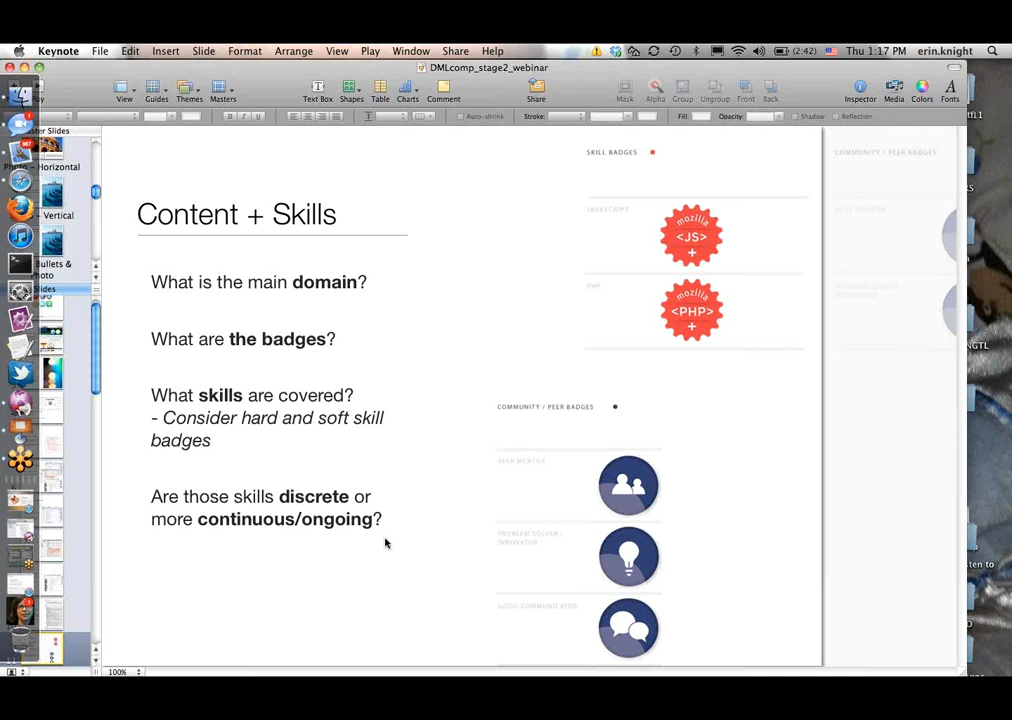 Keynote File Edit Insert Slide Format Arrange View Play Window Share Help (2:42) Thu 1:17 PM erin.knight
DMLcomp_stage2_webinar
View Guides Themes Masters Text Box Shapes Table Charts Comment Share Mask Alpha Group Ungroup Front Back Inspector Media Colors Fonts
Auto-shrink Stroke: Fill: Opacity: Shadow Reflection
- Horizontal
- Vertical
Bullets &
Photo
Slides
Content + Skills
What is the main domain?
What are the badges?
What skills are covered?
- Consider hard and soft skill
badges
Are those skills discrete or
more continuous/ongoing?
SKILL BADGES
JAVASCRIPT
mozilla
<JS>
+
PHP
mozilla
<PHP>
+
COMMUNITY / PEER BADGES
PEER MENTOR
PROBLEM SOLVER /
INNOVATOR
GOOD COMMUNICATOR
COMMUNITY / PEER BADGES
100%